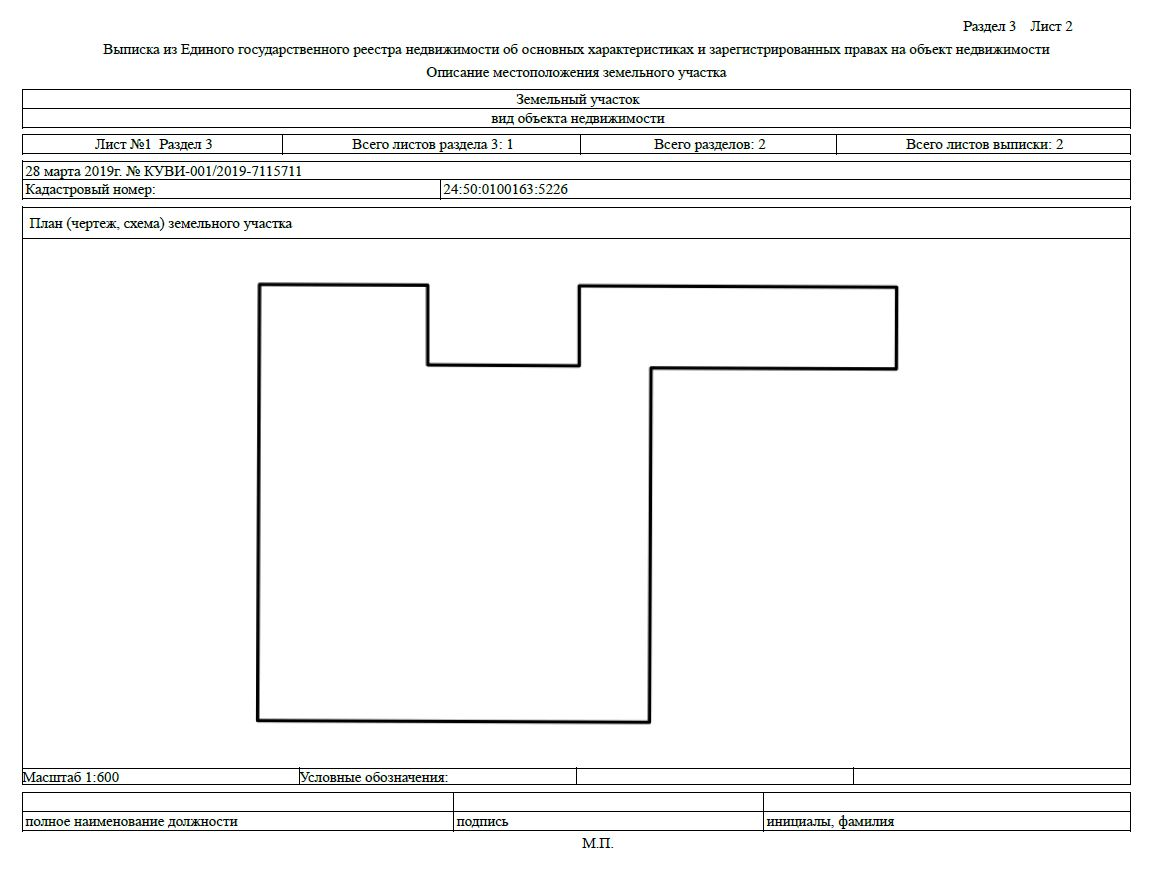 Раздел 3 Лист 2
Выписка из Единого государственного реестра недвижимости об основных характеристиках и зарегистрированных правах на объект недвижимости
Описание местоположения земельного участка
Земельный участок
вид объекта недвижимости
Лист №1 Раздел 3 Всего листов раздела 3: 1 Всего разделов: 2 Всего листов выписки: 2
28 марта 2019г. № КУВИ-001/2019-7115711
Кадастровый номер: 24:50:0100163:5226
План (чертеж, схема) земельного участка
Масштаб 1:600 Условные обозначения:
полное наименование должности подпись инициалы, фамилия
М.П.